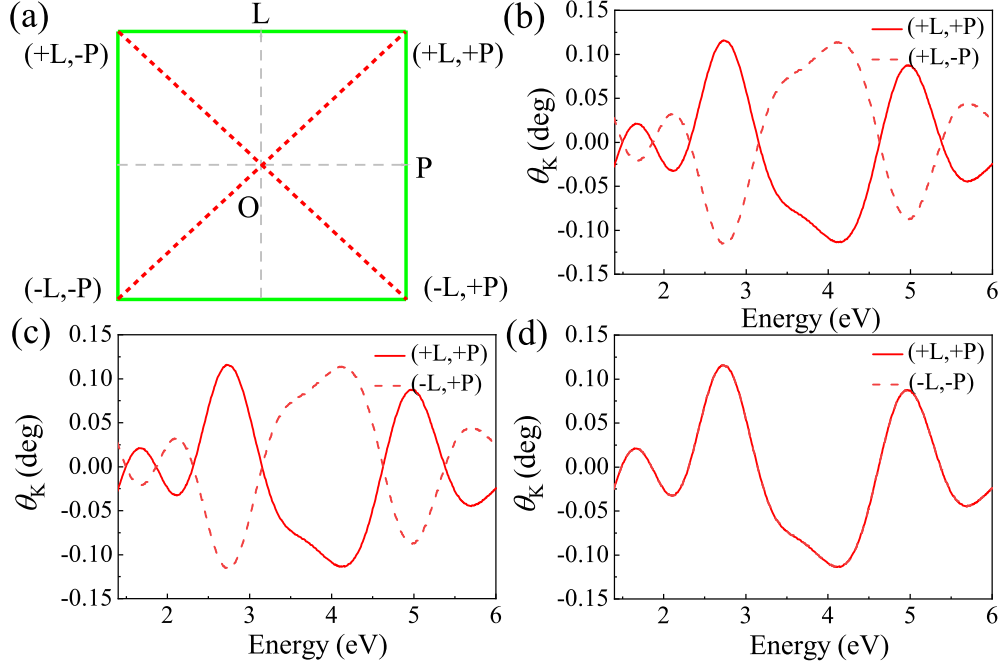 (a)
L
(+L,-P)
(+L,+P)
P
O
(-L,-P)
(-L,+P)
(b)
(+L,+P)
(+L,-P)
0.15
0.10
0.05
0.00
-0.05
-0.10
-0.15
θK (deg)
2 3 4 5 6
Energy (eV)
(c)
(+L,+P)
(-L,+P)
0.15
0.10
0.05
0.00
-0.05
-0.10
-0.15
θK (deg)
2 3 4 5 6
Energy (eV)
(d)
(+L,+P)
(-L,-P)
0.15
0.10
0.05
0.00
-0.05
-0.10
-0.15
θK (deg)
2 3 4 5 6
Energy (eV)